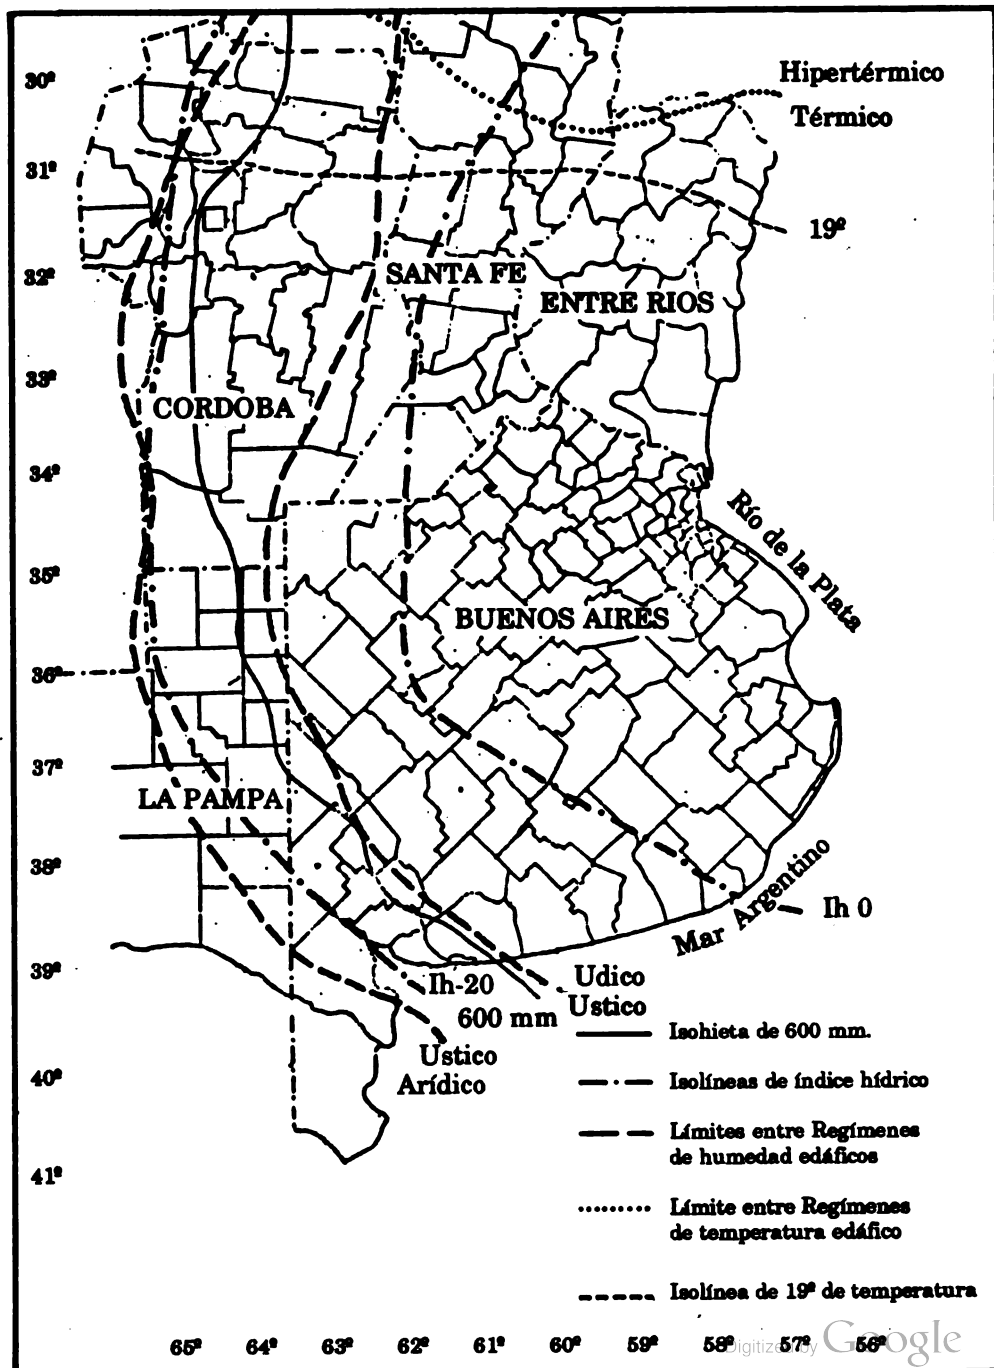 30º
Hipertérmico
Térmico
31º
19º
32º
SANTA FE
ENTRE RIOS
33º
CORDOBA
34º
Río de la Plata
35º
BUENOS AIRES
36º
37º
LA PAMPA
38º
Mar Argentino
Ih 0
39º
Ih-20
Udico
Ustico
600 mm
Ustico
Arídico
Isohieta de 600 mm.
40º
Isolíneas de índice hídrico
Límites entre Regímenes
de humedad edáficos
41º
Límite entre Regímenes
de temperatura edáfico
Isolínea de 19º de temperatura
65º 64º 63º 62º 61º 60º 59º 58º 57º 56º
Digitized by Google